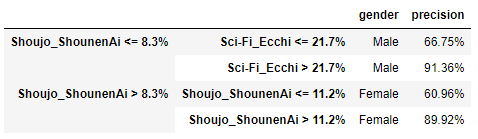 gender precision
Shoujo_ShounenAi <= 8.3% Sci-Fi_Ecchi <= 21.7% Male 66.75%
Sci-Fi_Ecchi > 21.7% Male 91.36%
Shoujo_ShounenAi > 8.3% Shoujo_ShounenAi <= 11.2% Female 60.96%
Shoujo_ShounenAi > 11.2% Female 89.92%